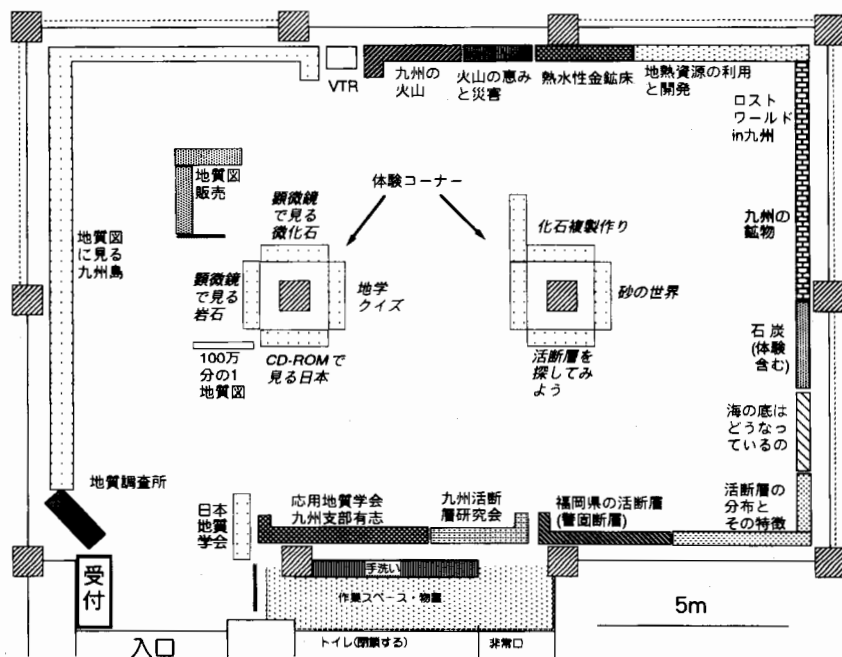 VTR
九州の
火山
火山の恵み
と災害
熱水性金鉱床
地熱資源の利用
と開発
ロスト
ワールド
in九州
地質図
販売
体験コーナー
顕微鏡
で見る
微化石
化石複製作り
九州の
鉱物
地質図
に見る
九州島
顕微鏡
で見る
岩石
地学
クイズ
砂の世界
100万
分の1
地質図
CD-ROMで
見る日本
活断層を
探してみ
よう
石炭
(体験
含む)
海の底は
どうなっ
ているの
地質調査所
日本
地質
学会
応用地質学会
九州支部有志
九州活断
層研究会
福岡県の活断層
(警固断層)
活断層の
分布と
その特徴
受
付
手洗い
作業スペース・物置
5m
入口
トイレ(閉鎖する)
非常口